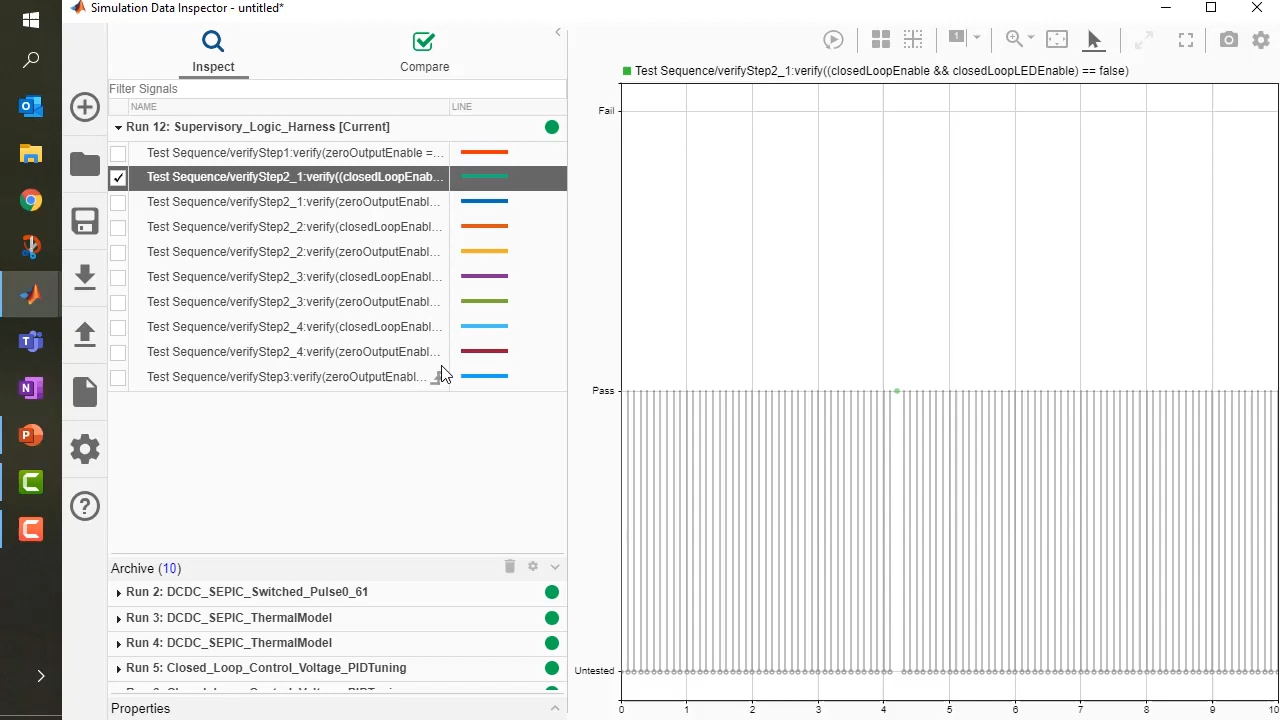 Simulation Data Inspector - untitled*
Inspect
Compare
Filter Signals
NAME
LINE
Run 12: Supervisory_Logic_Harness [Current]
Test Sequence/verifyStep1:verify(zeroOutputEnable =...
Test Sequence/verifyStep2_1:verify((closedLoopEnab...
Test Sequence/verifyStep2_1:verify(zeroOutputEnabl...
Test Sequence/verifyStep2_2:verify(closedLoopEnabl...
Test Sequence/verifyStep2_2:verify(zeroOutputEnabl...
Test Sequence/verifyStep2_3:verify(closedLoopEnabl...
Test Sequence/verifyStep2_3:verify(zeroOutputEnabl...
Test Sequence/verifyStep2_4:verify(closedLoopEnabl...
Test Sequence/verifyStep2_4:verify(zeroOutputEnabl...
Test Sequence/verifyStep3:verify(zeroOutputEnabl...
Archive (10)
Run 2: DCDC_SEPIC_Switched_Pulse0_61
Run 3: DCDC_SEPIC_ThermalModel
Run 4: DCDC_SEPIC_ThermalModel
Run 5: Closed_Loop_Control_Voltage_PIDTuning
Properties
1
Test Sequence/verifyStep2_1:verify((closedLoopEnable && closedLoopLEDEnable) == false)
Fail
Pass
Untested
0 1 2 3 4 5 6 7 8 9 10